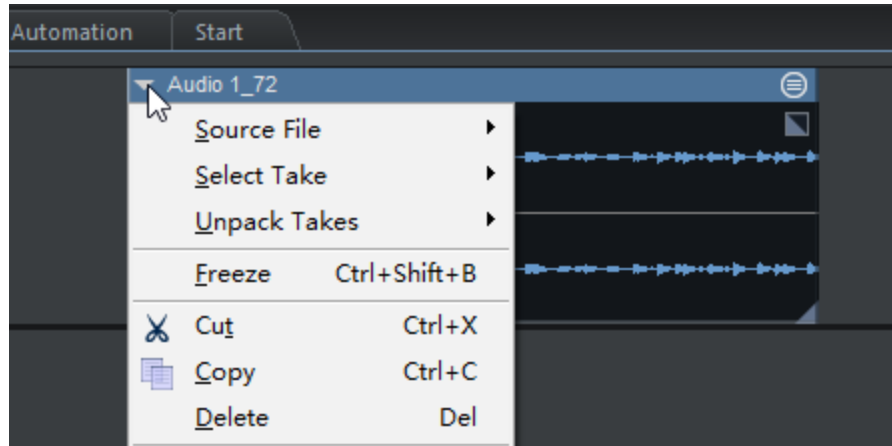 Automation Start
Audio 1_72
Source File
Select Take
Unpack Takes
Freeze Ctrl+Shift+B
Cut Ctrl+X
Copy Ctrl+C
Delete Del